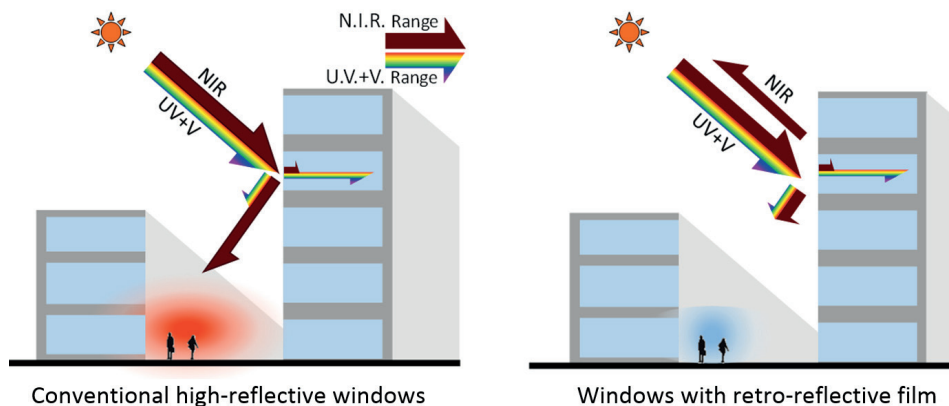 N.I.R. Range
U.V.+V. Range
NIR
UV+V
NIR
UV+V
Conventional high-reflective windows
Windows with retro-reflective film